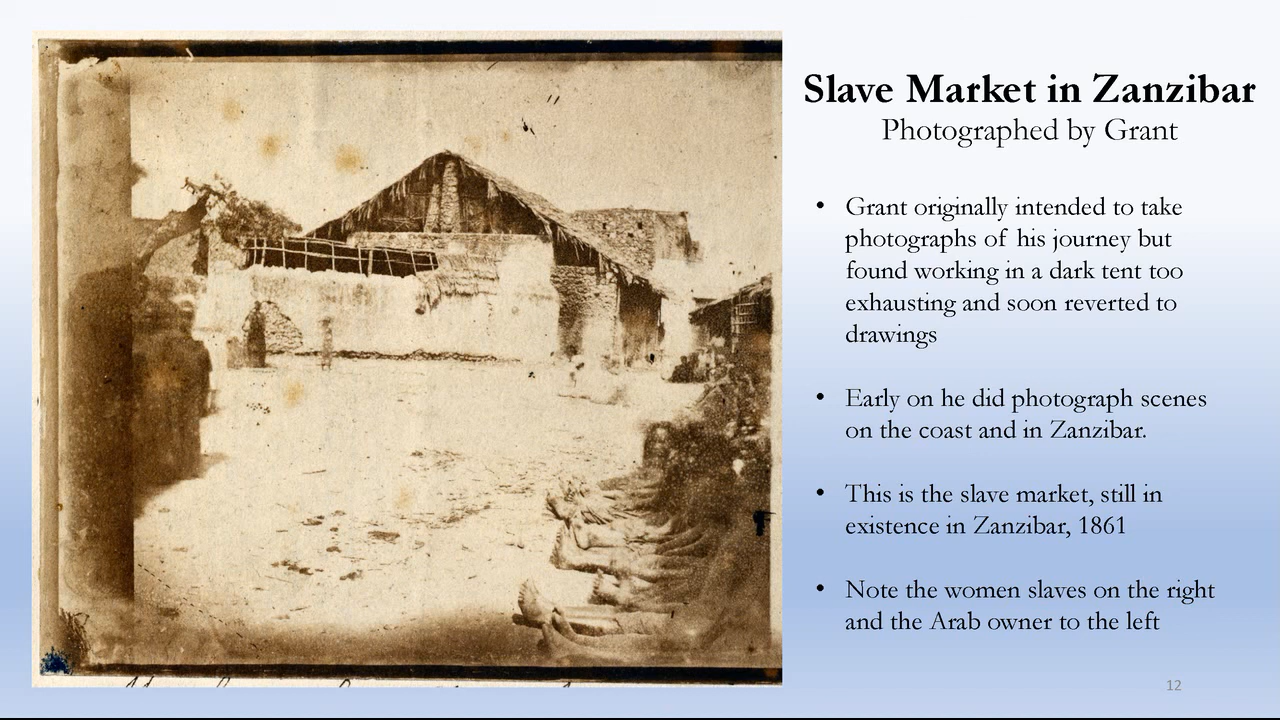 Slave Market in Zanzibar
Photographed by Grant
• Grant originally intended to take
photographs of his journey but
found working in a dark tent too
exhausting and soon reverted to
drawings
• Early on he did photograph scenes
on the coast and in Zanzibar.
• This is the slave market, still in
existence in Zanzibar, 1861
• Note the women slaves on the right
and the Arab owner to the left
12